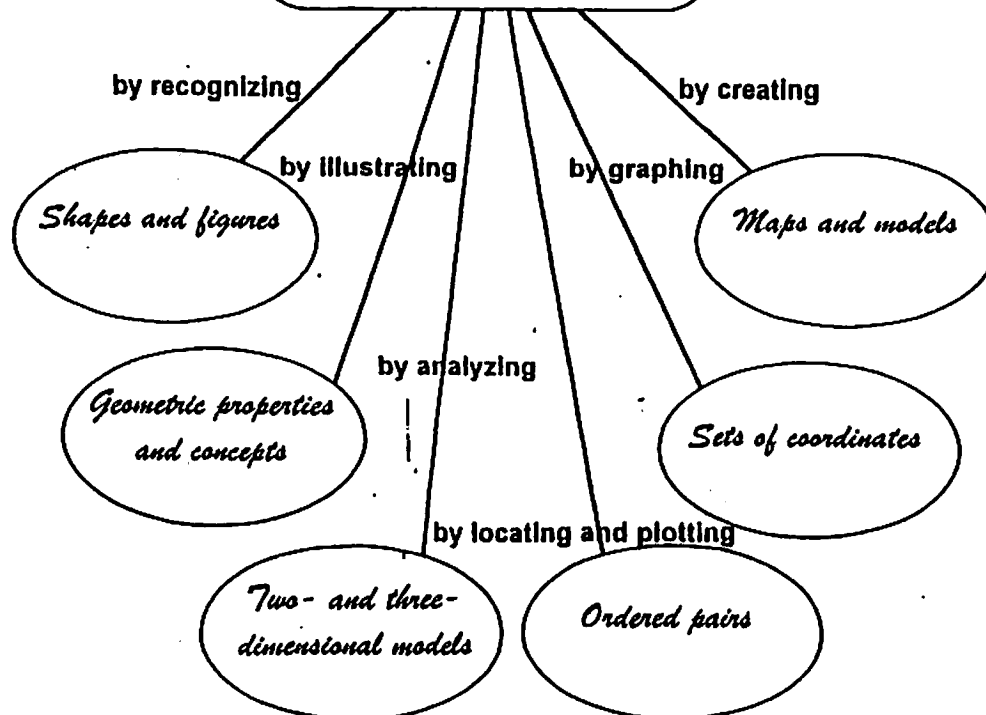 by recognizing
by creating
by illustrating
by graphing
Shapes and figures
Maps and models
by analyzing
Geometric properties
and concepts
Sets of coordinates
by locating and plotting
Two- and three-
dimensional models
Ordered pairs